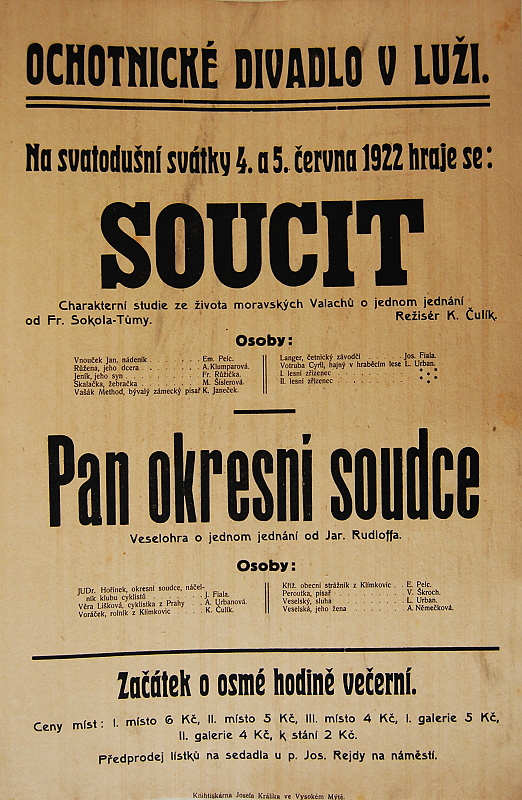 OCHOTNICKÉ DIVADLO V LUŽI.
Na svatodušní svátky 4. a 5. června 1922 hraje se:
SOUCIT
Charakterní studie ze života moravských Valachů o jednom jednání
od Fr. Sokola-Tůmy. Režisér K. Čulík.
Osoby:
Vnouček Jan, nádeník . . . . . . . Em. Pelc.
Růžena, jeho dcera . . . . . . . A. Klumparová.
Jeník, jeho syn . . . . . . . Fr. Růžička.
Skalačka, žebračka . . . . . . . M. Šislerová.
Vašák Method, bývalý zámecký písař K. Janeček.
Langer, četnický závodčí . . . . . . . Jos. Fiala.
Votruba Cyril, hajný v hraběcím lese L. Urban.
I. lesní zřízenec . . . . . . .
II. lesní zřízenec . . . . . . .
Pan okresní soudce
Veselohra o jednom jednání od Jar. Rudloffa.
Osoby:
JUDr. Hořínek, okresní soudce, náčel-
ník klubu cyklistů . . . . . . . J. Fiala.
Věra Lišková, cyklistka z Prahy . . A. Urbanová.
Voráček, rolník z Klimkovic . . . . K. Čulík.
Kříž, obecní strážník z Klimkovic . . E. Pelc.
Peroutka, písař . . . . . . . V. Škroch.
Veselský, sluha . . . . . . . L. Urban.
Veselská, jeho žena . . . . . . . A. Němečková.
Začátek o osmé hodině večerní.
Ceny míst: I. místo 6 Kč, II. místo 5 Kč, III. místo 4 Kč, I. galerie 5 Kč,
II. galerie 4 Kč, k stání 2 Kč.
Předprodej lístků na sedadla u p. Jos. Rejdy na náměstí.
Knihtiskárna Josefa Králíka ve Vysokém Mýtě.